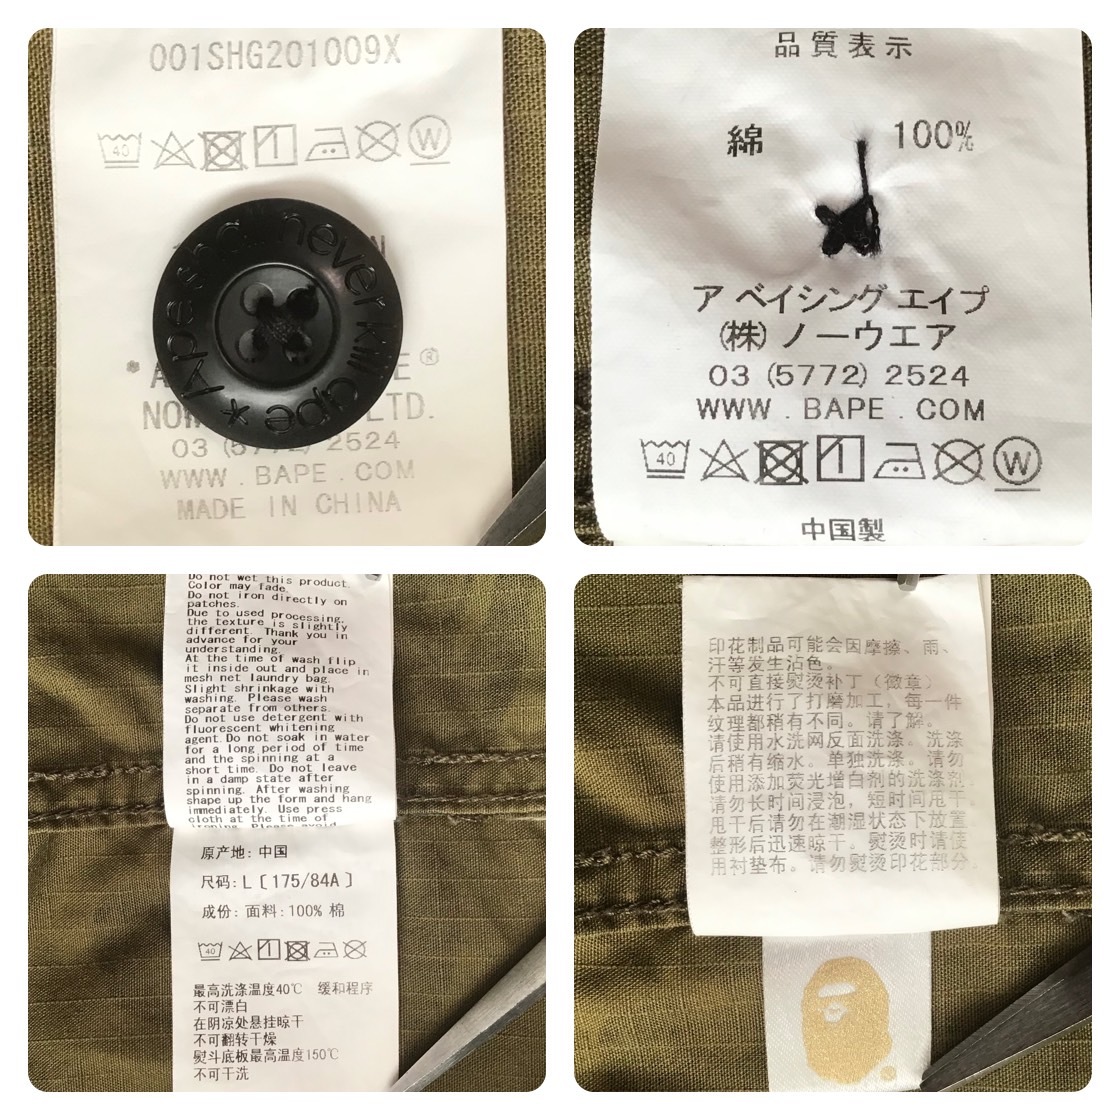 001SHG201009X
40
W
never kill ape
NOW LTD.
03 (5772) 2524
WWW . BAPE . COM
MADE IN CHINA
品質表示
綿 100%
ア ベイシング エイプ
(株) ノーウエア
03 (5772) 2524
WWW . BAPE . COM
40
W
中国製
Do not wet this product.
Color may fade.
Do not iron directly on
patches.
Due to used processing,
the texture is slightly
different. Thank you in
advance for your
understanding.
At the time of wash flip
it inside out and place in
mesh net laundry bag.
Slight shrinkage with
washing. Please wash
separate from others.
Do not use detergent with
fluorescent whitening
agent.Do not soak in water
for a long period of time
and the spinning at a
short time. Do not leave
in a damp state after
spinning. After washing
shape up the form and hang
immediately. Use press
cloth at the time of
ironing. Please avoid
原产地: 中国
尺码: L [175/84A]
成份: 面料: 100% 棉
40
最高洗涤温度40℃ 缓和程序
不可漂白
在阴凉处悬挂晾干
不可翻转干燥
熨斗底板最高温度150℃
不可干洗
印花制品可能会因摩擦、雨、
汗等发生沾色。
不可直接熨烫补丁（徽章）
本品进行了打磨加工，每一件
纹理都稍有不同。请了解。
请使用水洗网反面洗涤。洗涤
后稍有缩水。单独洗涤。请勿
使用添加荧光增白剂的洗涤剂。
请勿长时间浸泡，短时间甩干
甩干后请勿在潮湿状态下放置。
整形后迅速晾干。熨烫时请使
用衬垫布。请勿熨烫印花部分。